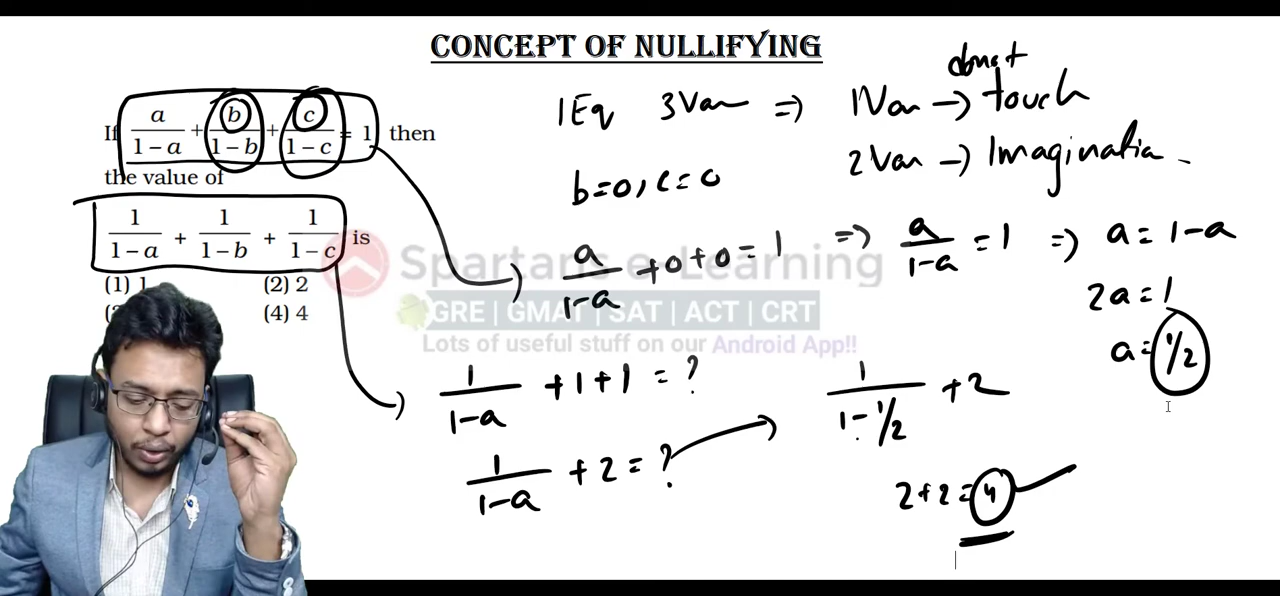 CONCEPT OF NULLIFYING
If a/(1-a) + b/(1-b) + c/(1-c) = 1, then
the value of
1/(1-a) + 1/(1-b) + 1/(1-c) is
(1) 1 (2) 2
(4) 4
1Eq 3Var ⇒ 1Var → touch
2Var → Imagination
b=0, c=0
a/(1-a) + 0 + 0 = 1 ⇒ a/(1-a) = 1 ⇒ a = 1-a
2a = 1
a = 1/2
1/(1-a) + 1 + 1 = ?
1/(1-a) + 2 = ?
1/(1-1/2) + 2
2+2 = 4
Spartan e Learning
GRE | GMAT | SAT | ACT | CRT
Lots of useful stuff on our Android App!!